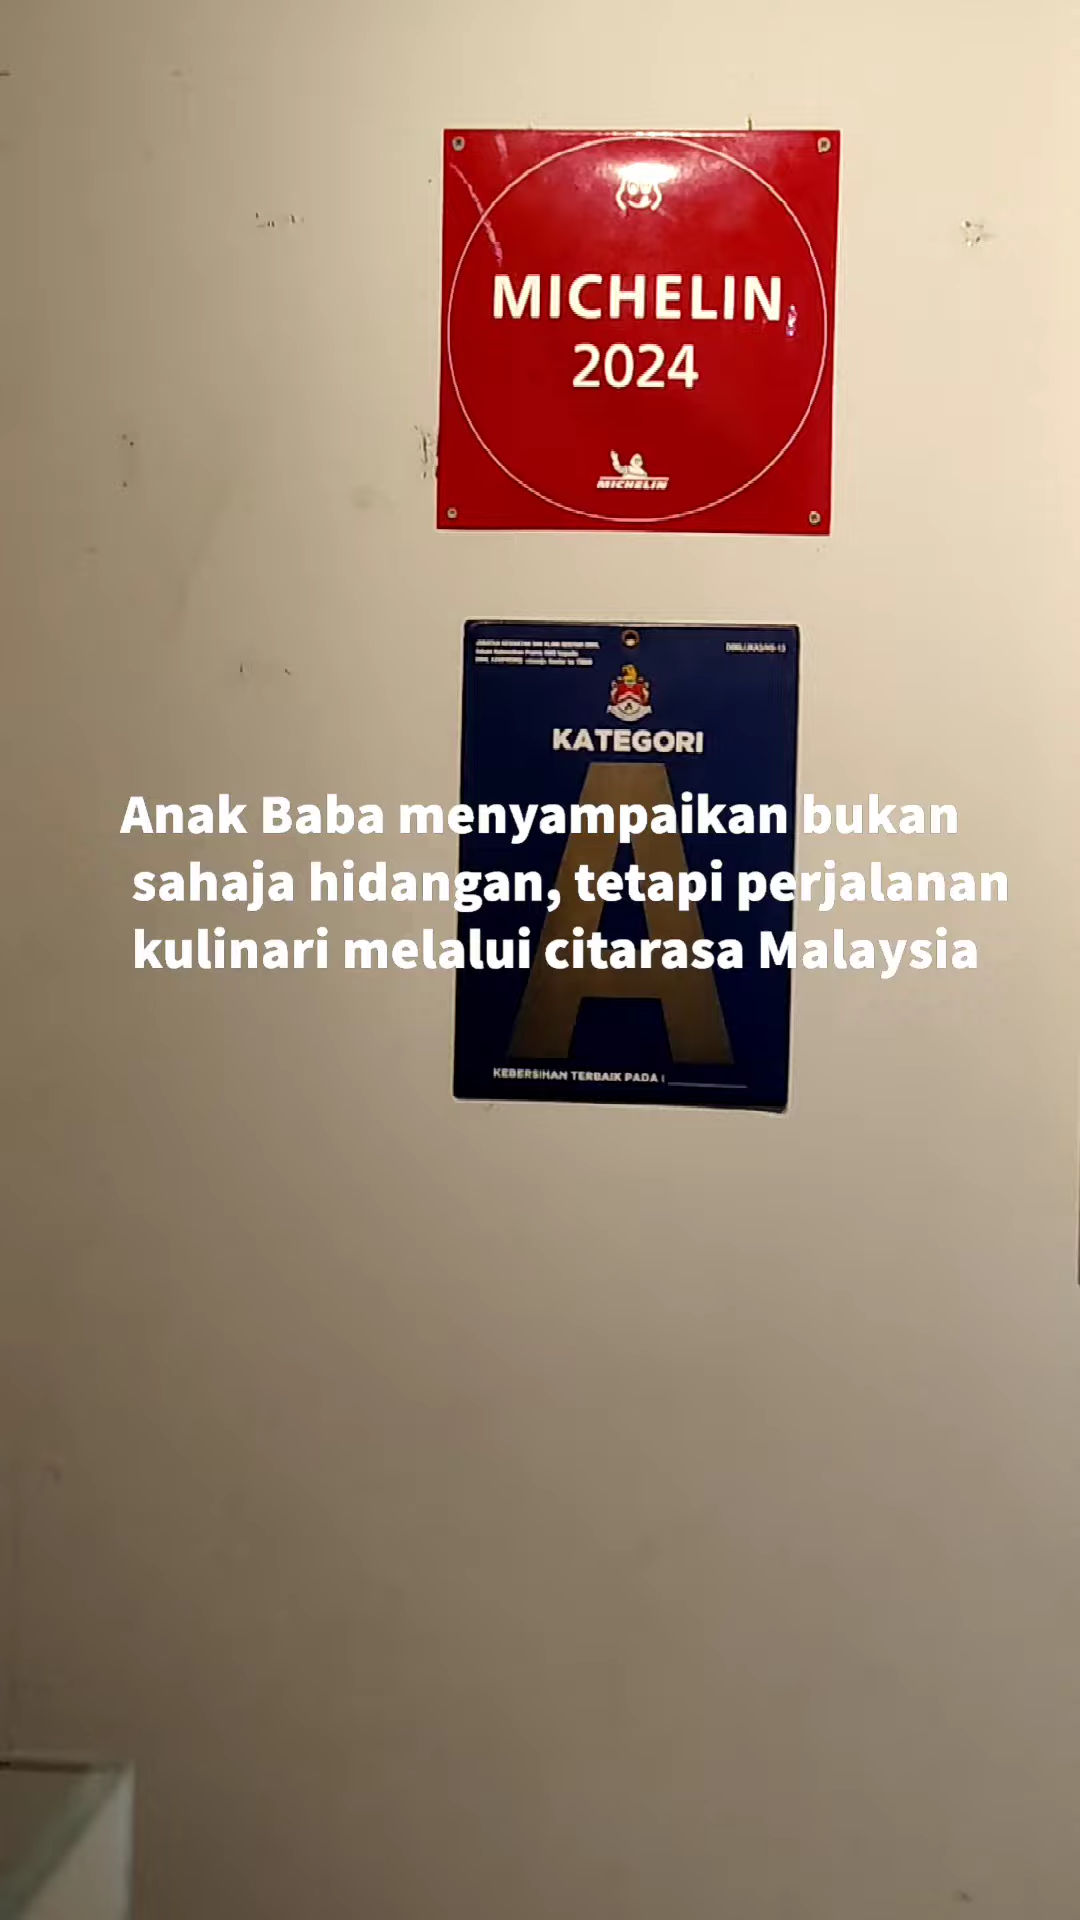 MICHELIN
2024
MICHELIN
KATEGORI
A
Anak Baba menyampaikan bukan
sahaja hidangan, tetapi perjalanan
kulinari melalui citarasa Malaysia
KEBERSIHAN TERBAIK PADA :